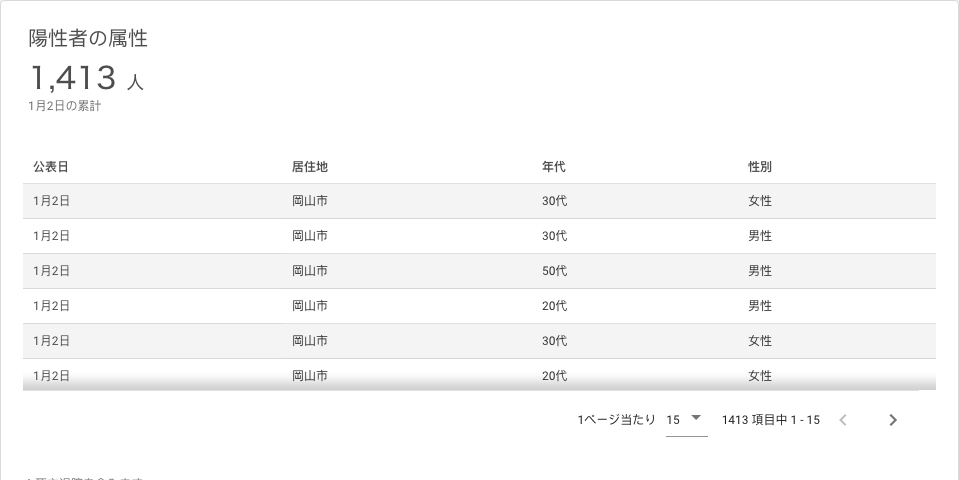 陽性者の属性
1,413 人
1月2日の累計
公表日 居住地 年代 性別
1月2日 岡山市 30代 女性
1月2日 岡山市 30代 男性
1月2日 岡山市 50代 男性
1月2日 岡山市 20代 男性
1月2日 岡山市 30代 女性
1月2日 岡山市 20代 女性
1ページ当たり 15 1413 項目中 1 - 15